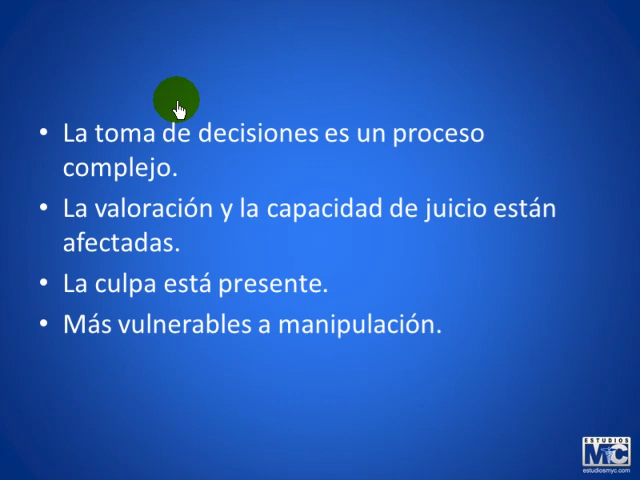 • La toma de decisiones es un proceso
complejo.
• La valoración y la capacidad de juicio están
afectadas.
• La culpa está presente.
• Más vulnerables a manipulación.
ESTUDIOS
MC
estudiosmyc.com